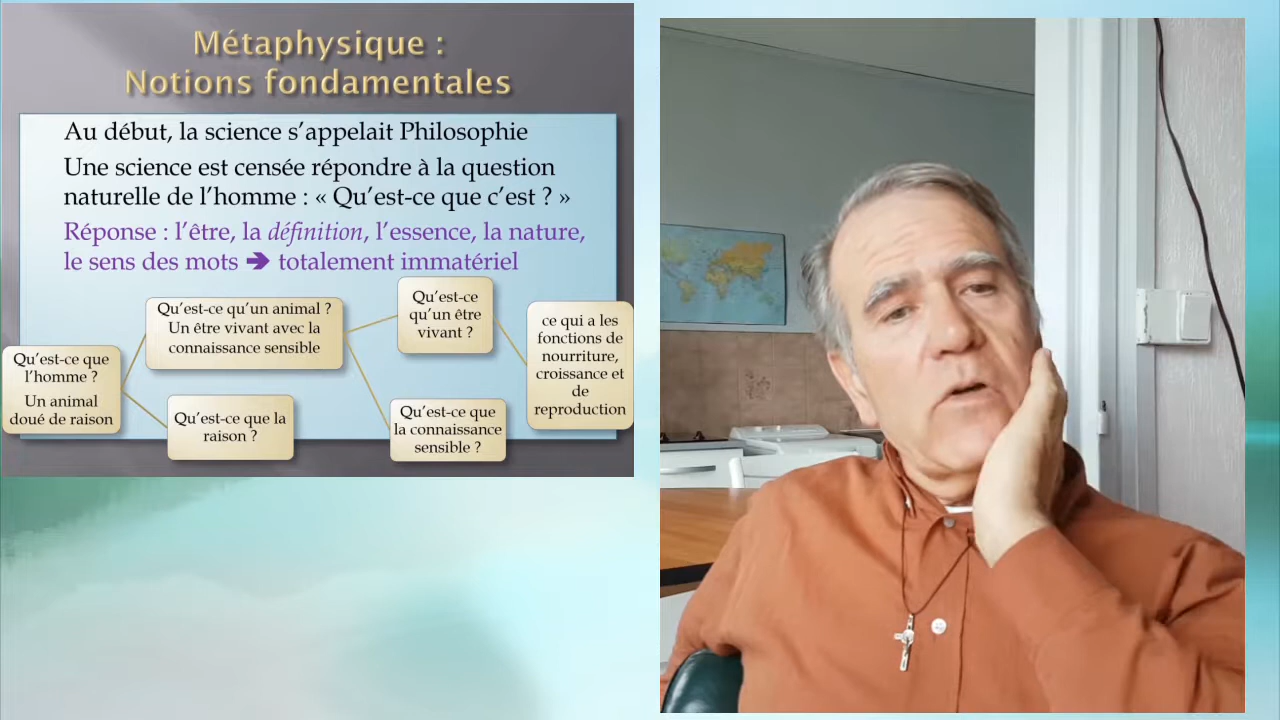 Métaphysique :
Notions fondamentales
Au début, la science s’appelait Philosophie
Une science est censée répondre à la question
naturelle de l’homme : « Qu’est-ce que c’est ? »
Réponse : l’être, la définition, l’essence, la nature,
le sens des mots ➔ totalement immatériel
Qu’est-ce que
l’homme ?
Un animal
doué de raison
Qu’est-ce qu’un animal ?
Un être vivant avec la
connaissance sensible
Qu’est-ce que la
raison ?
Qu’est-ce
qu’un être
vivant ?
Qu’est-ce que
la connaissance
sensible ?
ce qui a les
fonctions de
nourriture,
croissance et
de
reproduction